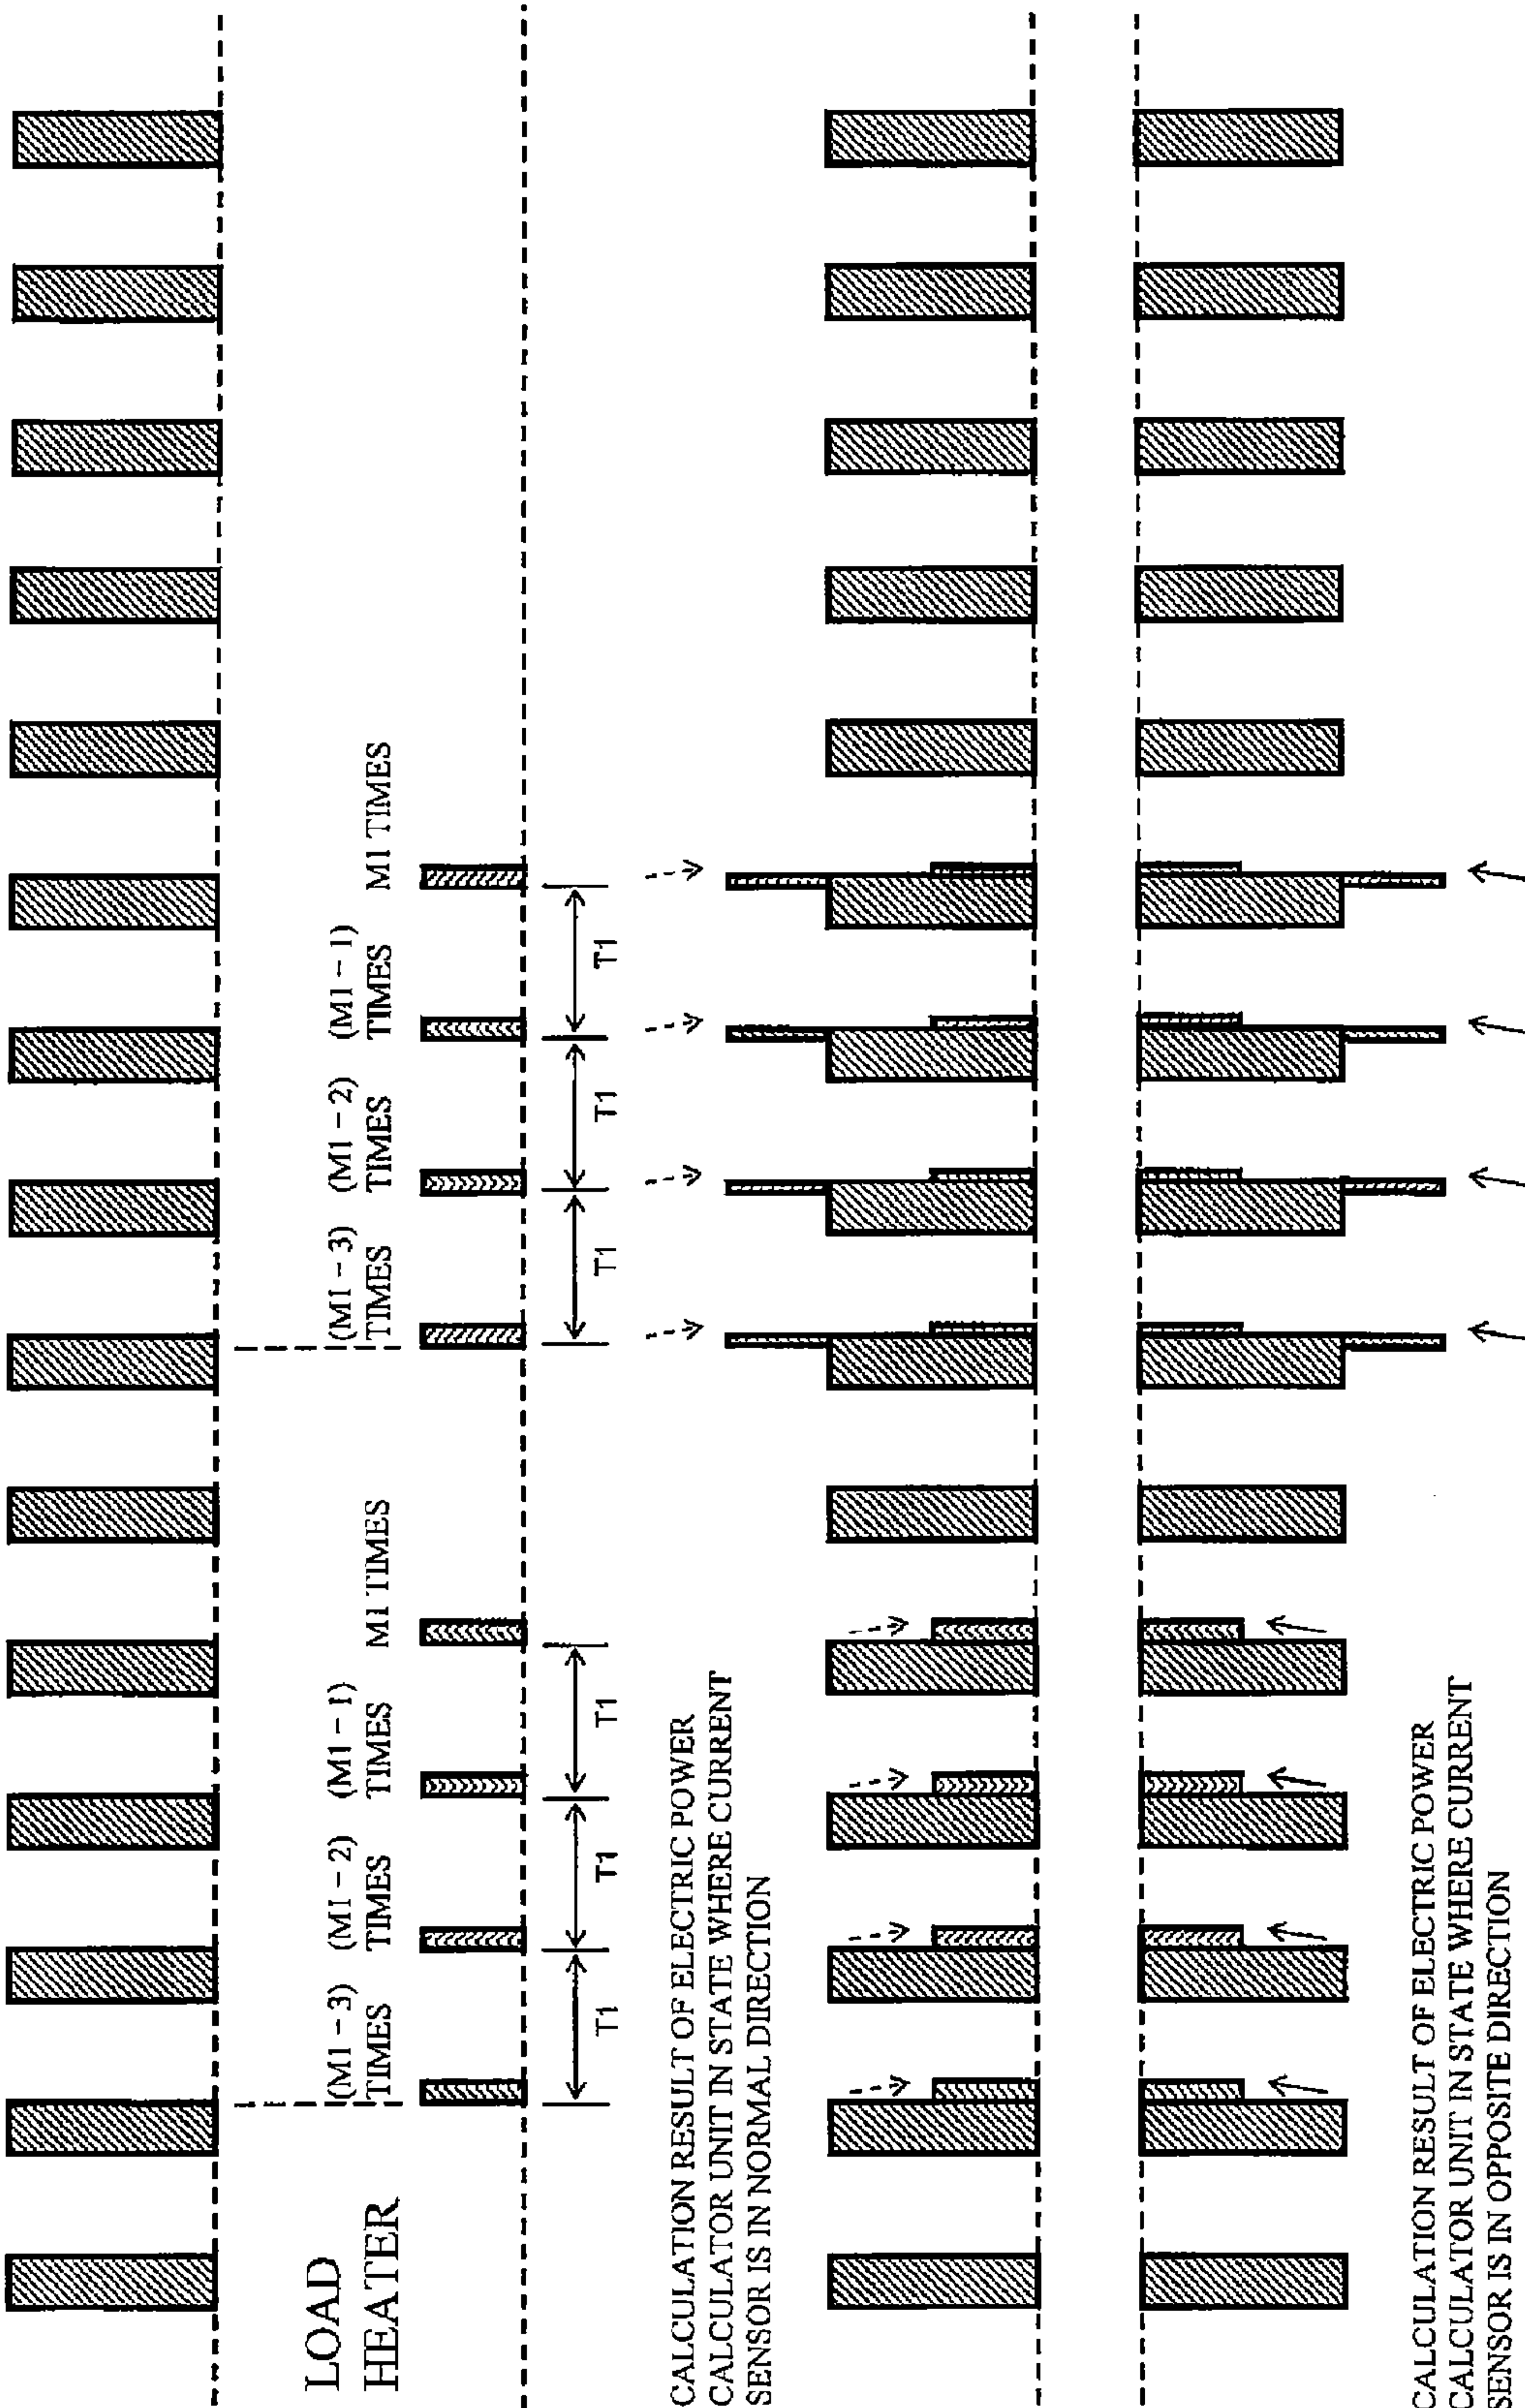 LOAD
HEATER
(M1 – 3)
TIMES
(M1 – 2)
TIMES
(M1 – 1)
TIMES
M1 TIMES
(M1 – 3)
TIMES
(M1 – 2)
TIMES
(M1 – 1)
TIMES
M1 TIMES
T1
T1
T1
T1
T1
T1
CALCULATION RESULT OF ELECTRIC POWER
CALCULATOR UNIT IN STATE WHERE CURRENT
SENSOR IS IN NORMAL DIRECTION
CALCULATION RESULT OF ELECTRIC POWER
CALCULATOR UNIT IN STATE WHERE CURRENT
SENSOR IS IN OPPOSITE DIRECTION